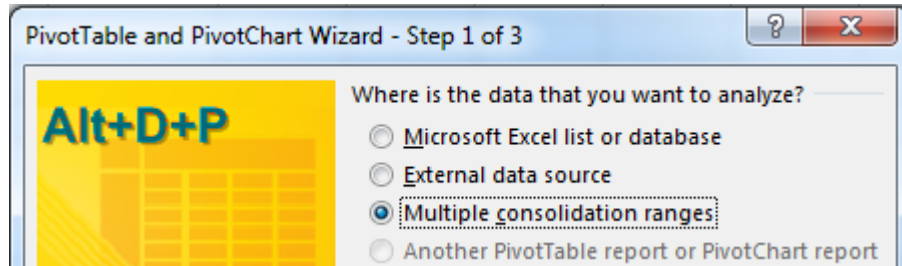 PivotTable and PivotChart Wizard - Step 1 of 3
?
X
Alt+D+P
Where is the data that you want to analyze?
Microsoft Excel list or database
External data source
Multiple consolidation ranges
Another PivotTable report or PivotChart report